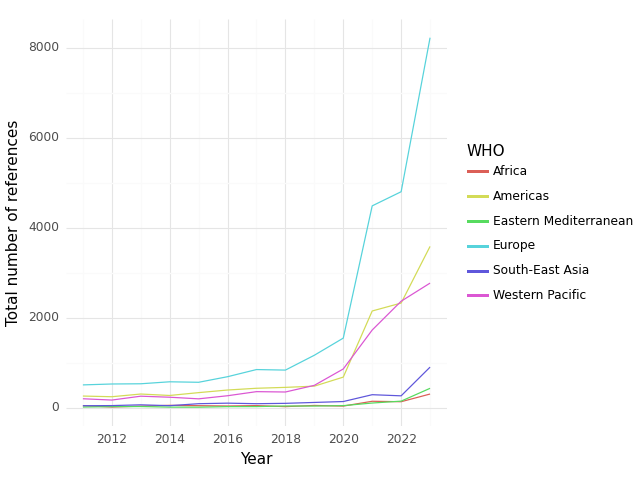 8000
6000
4000
2000
0
Total number of references
2012 2014 2016 2018 2020 2022
Year
WHO
Africa
Americas
Eastern Mediterranean
Europe
South-East Asia
Western Pacific